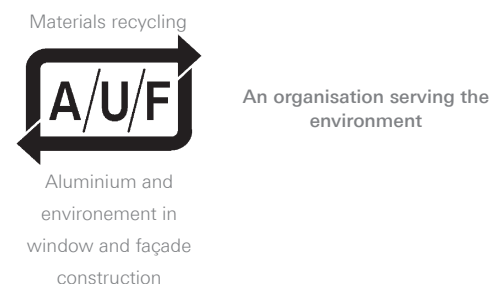 Materials recycling
A/U/F
An organisation serving the
environment
Aluminium and
environement in
window and façade
construction